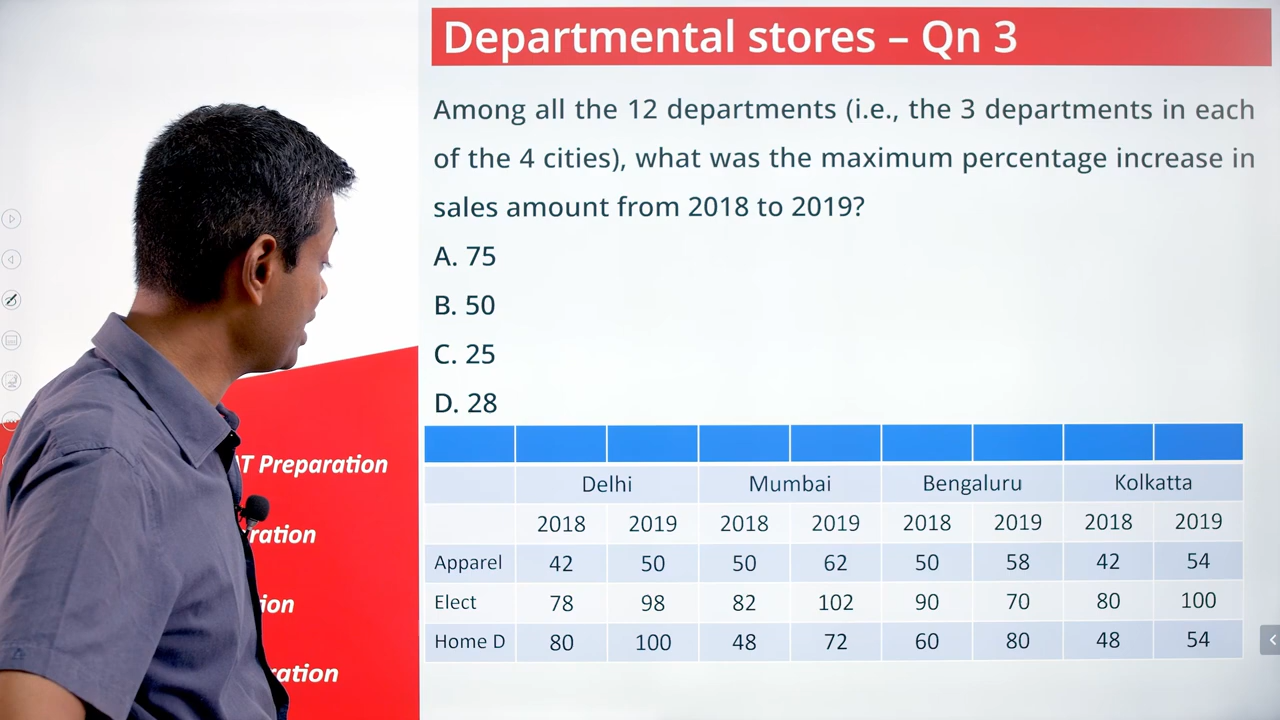 Departmental stores – Qn 3
Among all the 12 departments (i.e., the 3 departments in each
of the 4 cities), what was the maximum percentage increase in
sales amount from 2018 to 2019?
A. 75
B. 50
C. 25
D. 28
Delhi Mumbai Bengaluru Kolkatta
2018 2019 2018 2019 2018 2019 2018 2019
Apparel 42 50 50 62 50 58 42 54
Elect 78 98 82 102 90 70 80 100
Home D 80 100 48 72 60 80 48 54
Preparation